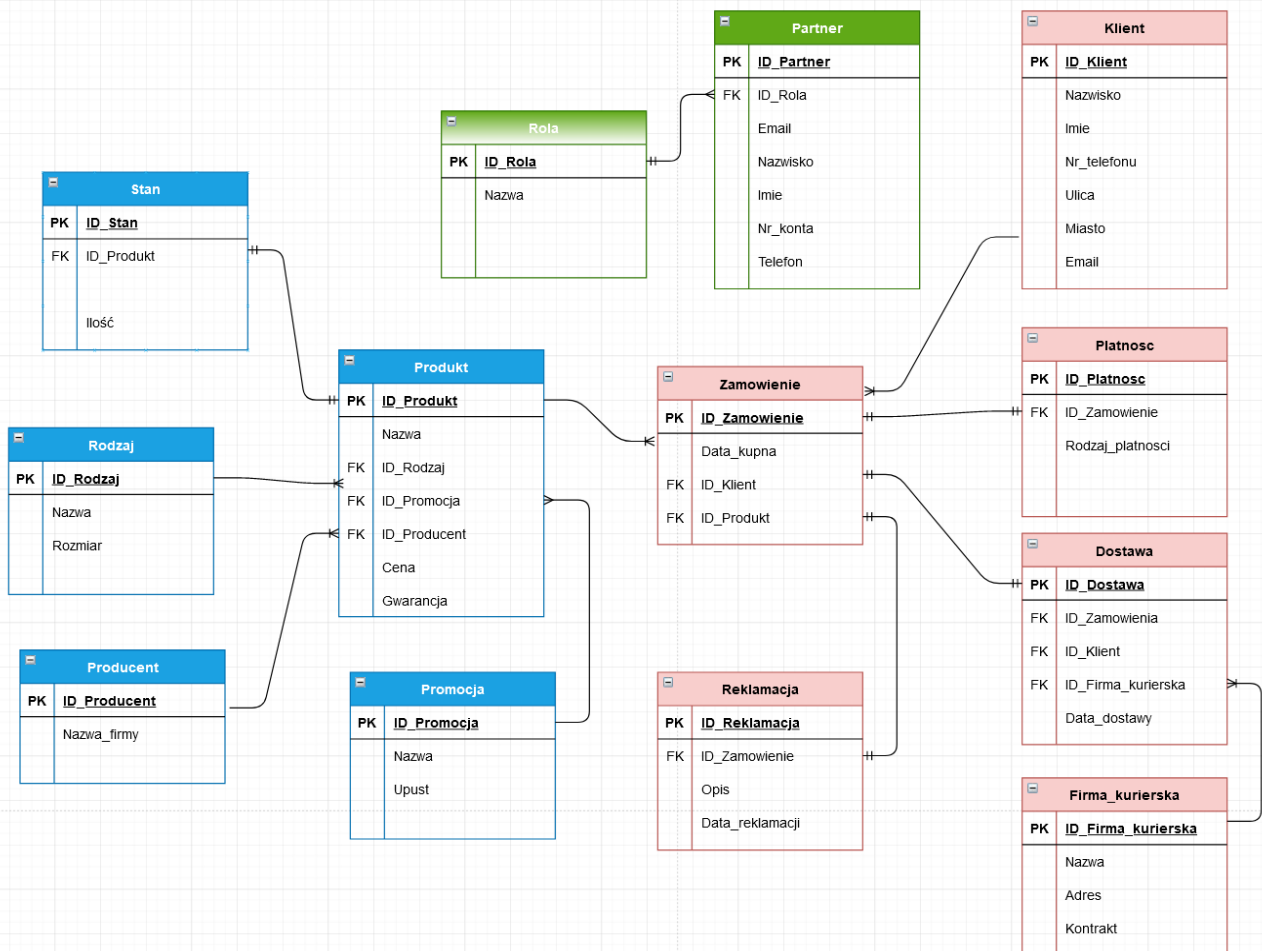 Partner
PK ID_Partner
FK ID_Rola
Email
Nazwisko
Imie
Nr_konta
Telefon
Klient
PK ID_Klient
Nazwisko
Imie
Nr_telefonu
Ulica
Miasto
Email
Rola
PK ID_Rola
Nazwa
Stan
PK ID_Stan
FK ID_Produkt
Ilość
Produkt
PK ID_Produkt
Nazwa
FK ID_Rodzaj
FK ID_Promocja
FK ID_Producent
Cena
Gwarancja
Zamowienie
PK ID_Zamowienie
Data_kupna
FK ID_Klient
FK ID_Produkt
Platnosc
PK ID_Platnosc
FK ID_Zamowienie
Rodzaj_platnosci
Rodzaj
PK ID_Rodzaj
Nazwa
Rozmiar
Dostawa
PK ID_Dostawa
FK ID_Zamowienia
FK ID_Klient
FK ID_Firma_kurierska
Data_dostawy
Producent
PK ID_Producent
Nazwa_firmy
Promocja
PK ID_Promocja
Nazwa
Upust
Reklamacja
PK ID_Reklamacja
FK ID_Zamowienie
Opis
Data_reklamacji
Firma_kurierska
PK ID_Firma_kurierska
Nazwa
Adres
Kontrakt